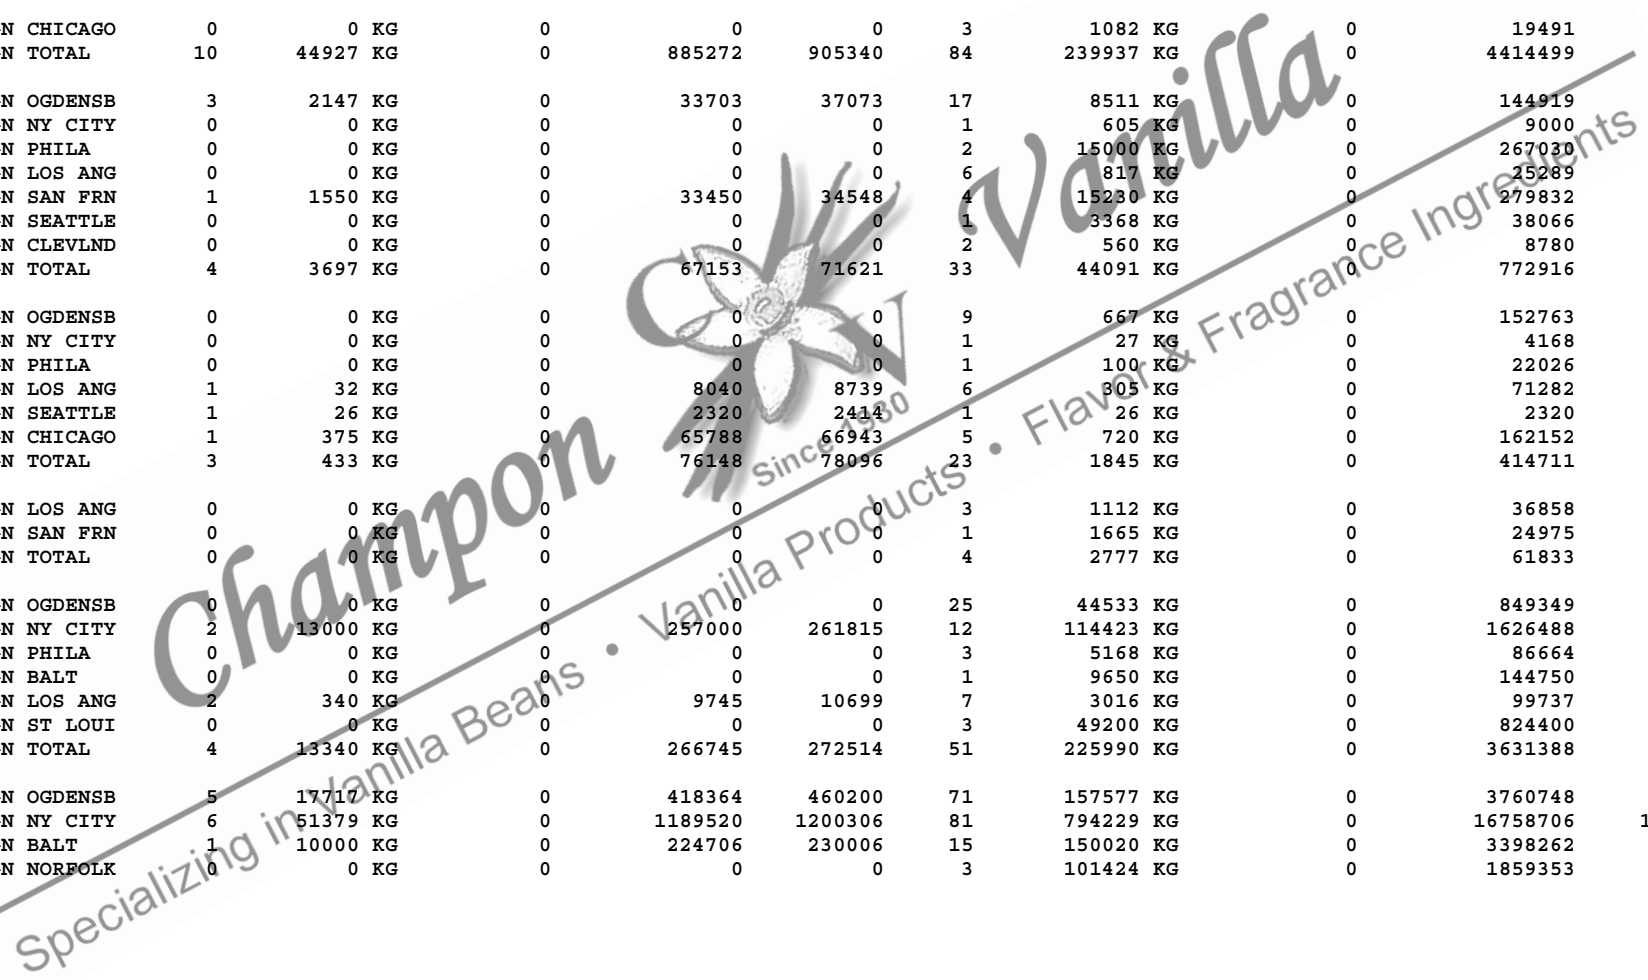 N CHICAGO 0 0 KG 0 0 0 3 1082 KG 0 19491
N TOTAL 10 44927 KG 0 885272 905340 84 239937 KG 0 4414499
N OGDENSB 3 2147 KG 0 33703 37073 17 8511 KG 0 144919
N NY CITY 0 0 KG 0 0 0 1 605 KG 0 9000
N PHILA 0 0 KG 0 0 0 2 15000 KG 0 267030
N LOS ANG 0 0 KG 0 0 0 6 817 KG 0 25289
N SAN FRN 1 1550 KG 0 33450 34548 4 15230 KG 0 279832
N SEATTLE 0 0 KG 0 0 0 1 3368 KG 0 38066
N CLEVLND 0 0 KG 0 0 0 2 560 KG 0 8780
N TOTAL 4 3697 KG 0 67153 71621 33 44091 KG 0 772916
N OGDENSB 0 0 KG 0 0 0 9 667 KG 0 152763
N NY CITY 0 0 KG 0 0 0 1 27 KG 0 4168
N PHILA 0 0 KG 0 0 0 1 100 KG 0 22026
N LOS ANG 1 32 KG 0 8040 8739 6 305 KG 0 71282
N SEATTLE 1 26 KG 0 2320 2414 1 26 KG 0 2320
N CHICAGO 1 375 KG 0 65788 66943 5 720 KG 0 162152
N TOTAL 3 433 KG 0 76148 78096 23 1845 KG 0 414711
N LOS ANG 0 0 KG 0 0 0 3 1112 KG 0 36858
N SAN FRN 0 0 KG 0 0 0 1 1665 KG 0 24975
N TOTAL 0 0 KG 0 0 0 4 2777 KG 0 61833
N OGDENSB 0 0 KG 0 0 0 25 44533 KG 0 849349
N NY CITY 2 13000 KG 0 257000 261815 12 114423 KG 0 1626488
N PHILA 0 0 KG 0 0 0 3 5168 KG 0 86664
N BALT 0 0 KG 0 0 0 1 9650 KG 0 144750
N LOS ANG 2 340 KG 0 9745 10699 7 3016 KG 0 99737
N ST LOUI 0 0 KG 0 0 0 3 49200 KG 0 824400
N TOTAL 4 13340 KG 0 266745 272514 51 225990 KG 0 3631388
N OGDENSB 5 17717 KG 0 418364 460200 71 157577 KG 0 3760748
N NY CITY 6 51379 KG 0 1189520 1200306 81 794229 KG 0 16758706 1
N BALT 1 10000 KG 0 224706 230006 15 150020 KG 0 3398262
N NORFOLK 0 0 KG 0 0 0 3 101424 KG 0 1859353
Champon Vanilla
C V
Since 1930
Specializing in Vanilla Beans • Vanilla Products • Flavor & Fragrance Ingredients